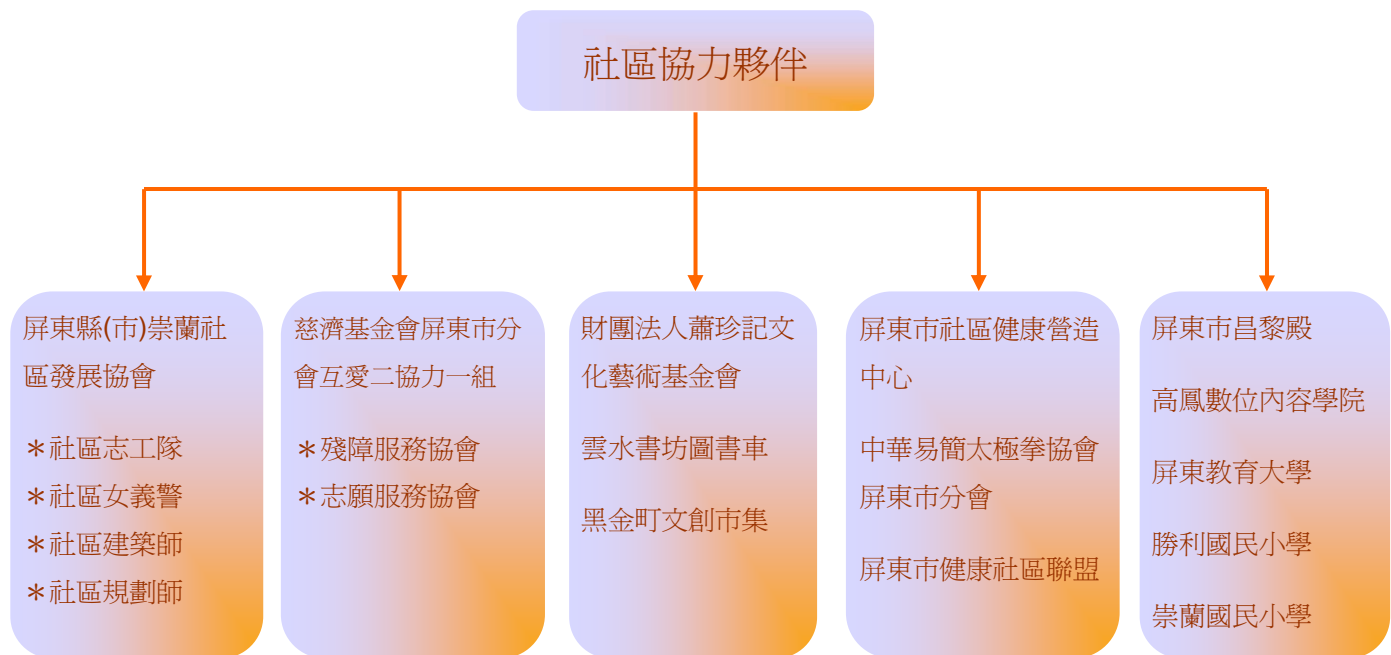 社區協力夥伴
屏東縣(市)崇蘭社
區發展協會
＊社區志工隊
＊社區女義警
＊社區建築師
＊社區規劃師
慈濟基金會屏東市分
會互愛二協力一組
＊殘障服務協會
＊志願服務協會
財團法人蕭珍記文
化藝術基金會
雲水書坊圖書車
黑金町文創市集
屏東市社區健康營造
中心
中華易簡太極拳協會
屏東市分會
屏東市健康社區聯盟
屏東市昌黎殿
高鳳數位內容學院
屏東教育大學
勝利國民小學
崇蘭國民小學